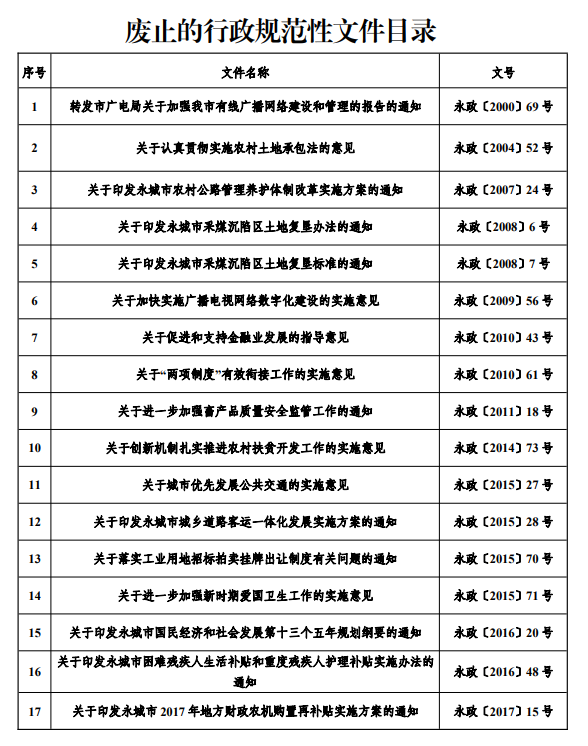 废止的行政规范性文件目录
序号 文件名称 文号
1 转发市广电局关于加强我市有线广播网络建设和管理的报告的通知 永政〔2000〕69 号
2 关于认真贯彻实施农村土地承包法的意见 永政〔2004〕52 号
3 关于印发永城市农村公路管理养护体制改革实施方案的通知 永政〔2007〕24 号
4 关于印发永城市采煤沉陷区土地复垦办法的通知 永政〔2008〕6 号
5 关于印发永城市采煤沉陷区土地复垦标准的通知 永政〔2008〕7 号
6 关于加快实施广播电视网络数字化建设的实施意见 永政〔2009〕56 号
7 关于促进和支持金融业发展的指导意见 永政〔2010〕43 号
8 关于“两项制度”有效衔接工作的实施意见 永政〔2010〕61 号
9 关于进一步加强畜产品质量安全监管工作的通知 永政〔2011〕18 号
10 关于创新机制扎实推进农村扶贫开发工作的实施意见 永政〔2014〕73 号
11 关于城市优先发展公共交通的实施意见 永政〔2015〕27 号
12 关于印发永城市城乡道路客运一体化发展实施方案的通知 永政〔2015〕28 号
13 关于落实工业用地招标拍卖挂牌出让制度有关问题的通知 永政〔2015〕70 号
14 关于进一步加强新时期爱国卫生工作的实施意见 永政〔2015〕71 号
15 关于印发永城市国民经济和社会发展第十三个五年规划纲要的通知 永政〔2016〕20 号
16 关于印发永城市困难残疾人生活补贴和重度残疾人护理补贴实施办法的 永政〔2016〕48 号
通知
17 关于印发永城市 2017 年地方财政农机购置再补贴实施方案的通知 永政〔2017〕15 号